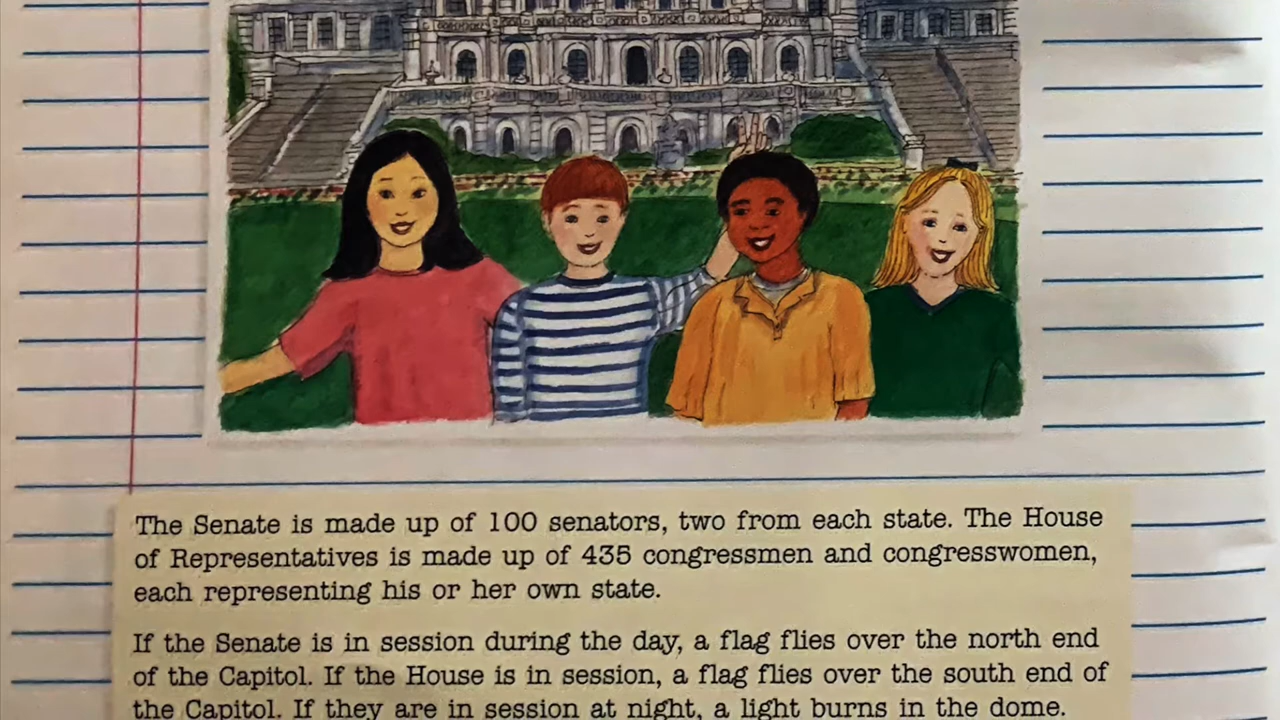 The Senate is made up of 100 senators, two from each state. The House
of Representatives is made up of 435 congressmen and congresswomen,
each representing his or her own state.
If the Senate is in session during the day, a flag flies over the north end
of the Capitol. If the House is in session, a flag flies over the south end of
the Capitol. If they are in session at night, a light burns in the dome.